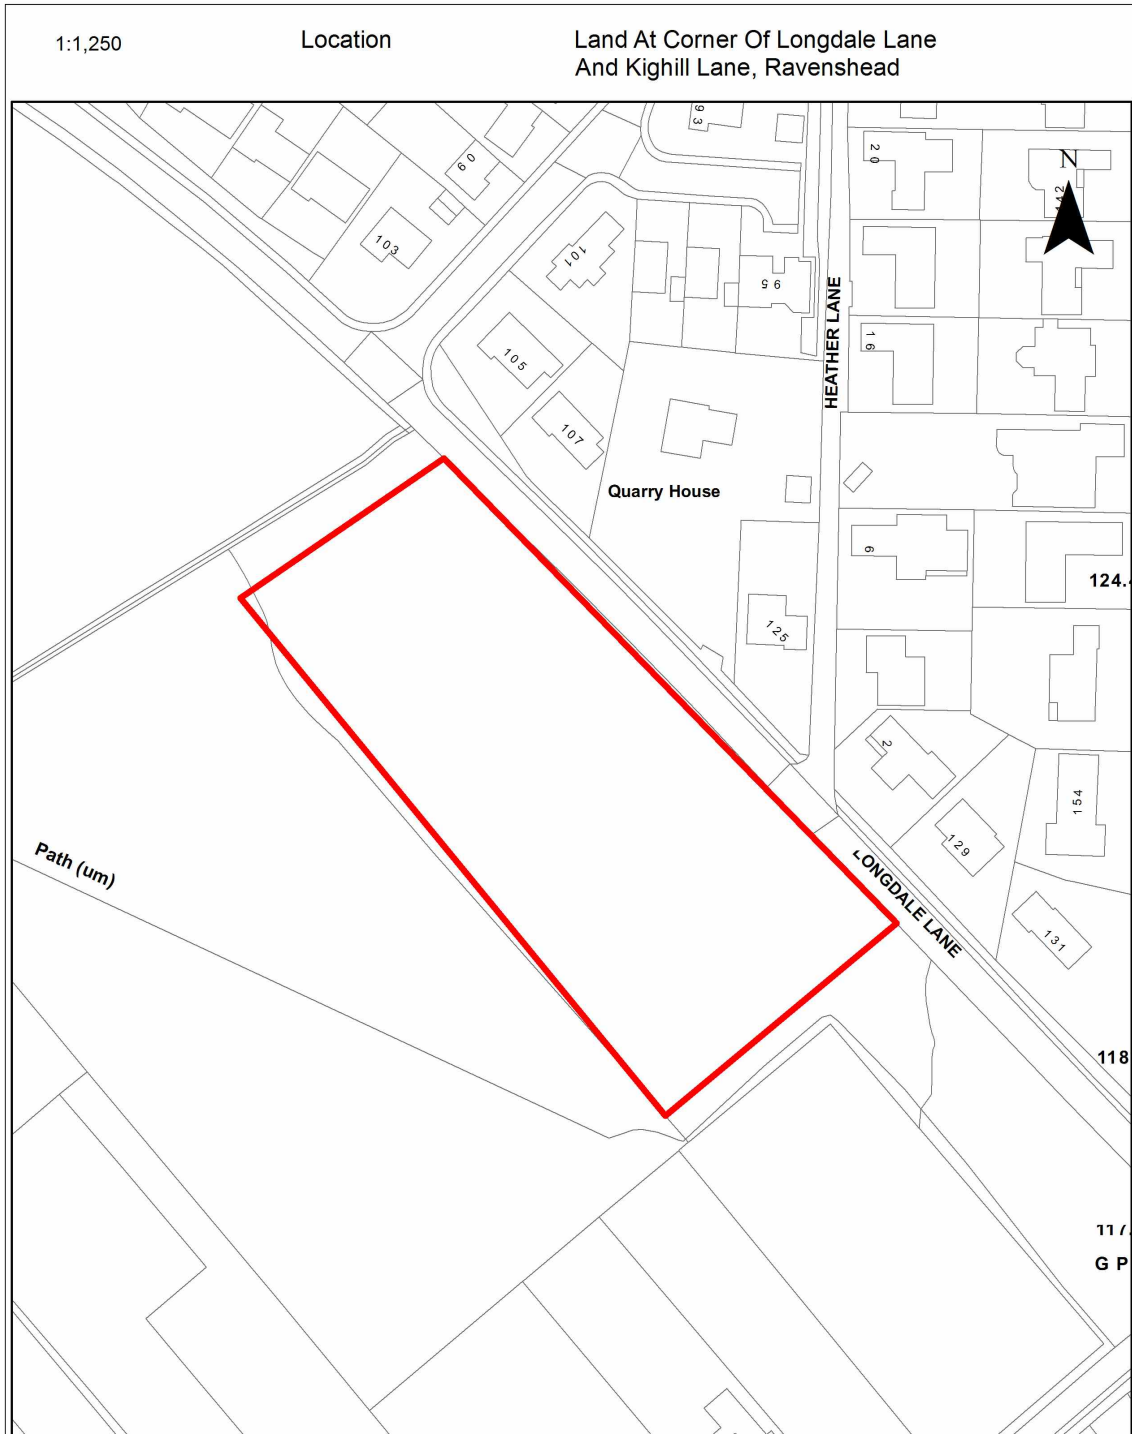 1:1,250
Location
Land At Corner Of Longdale Lane
And Kighill Lane, Ravenshead
N
93
20
142
60
103
101
95
HEATHER LANE
16
105
107
Quarry House
6
124.
125
2
154
129
Path (um)
LONGDALE LANE
131
118
G P